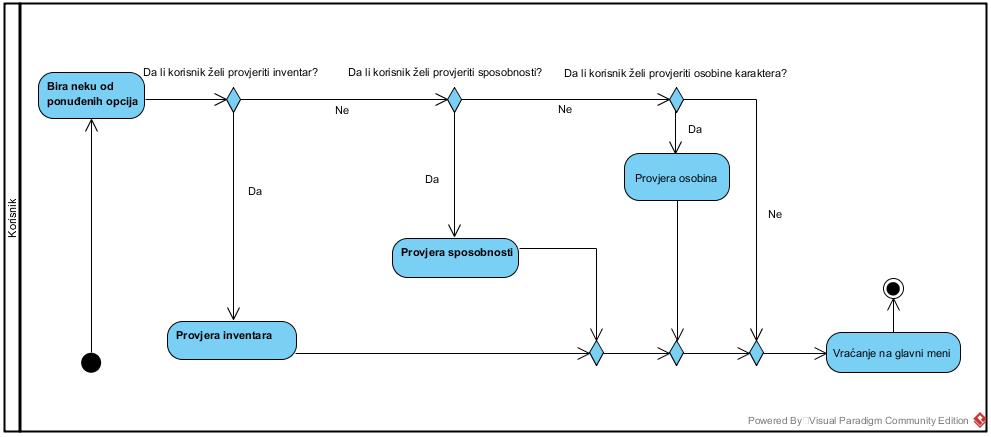 Korisnik
Bira neku od
ponuđenih opcija
Da li korisnik želi provjeriti inventar?
Da li korisnik želi provjeriti sposobnosti?
Da li korisnik želi provjeriti osobine karaktera?
Ne
Ne
Da
Da
Da
Ne
Provjera osobina
Provjera sposobnosti
Provjera inventara
Vraćanje na glavni meni
Powered By Visual Paradigm Community Edition